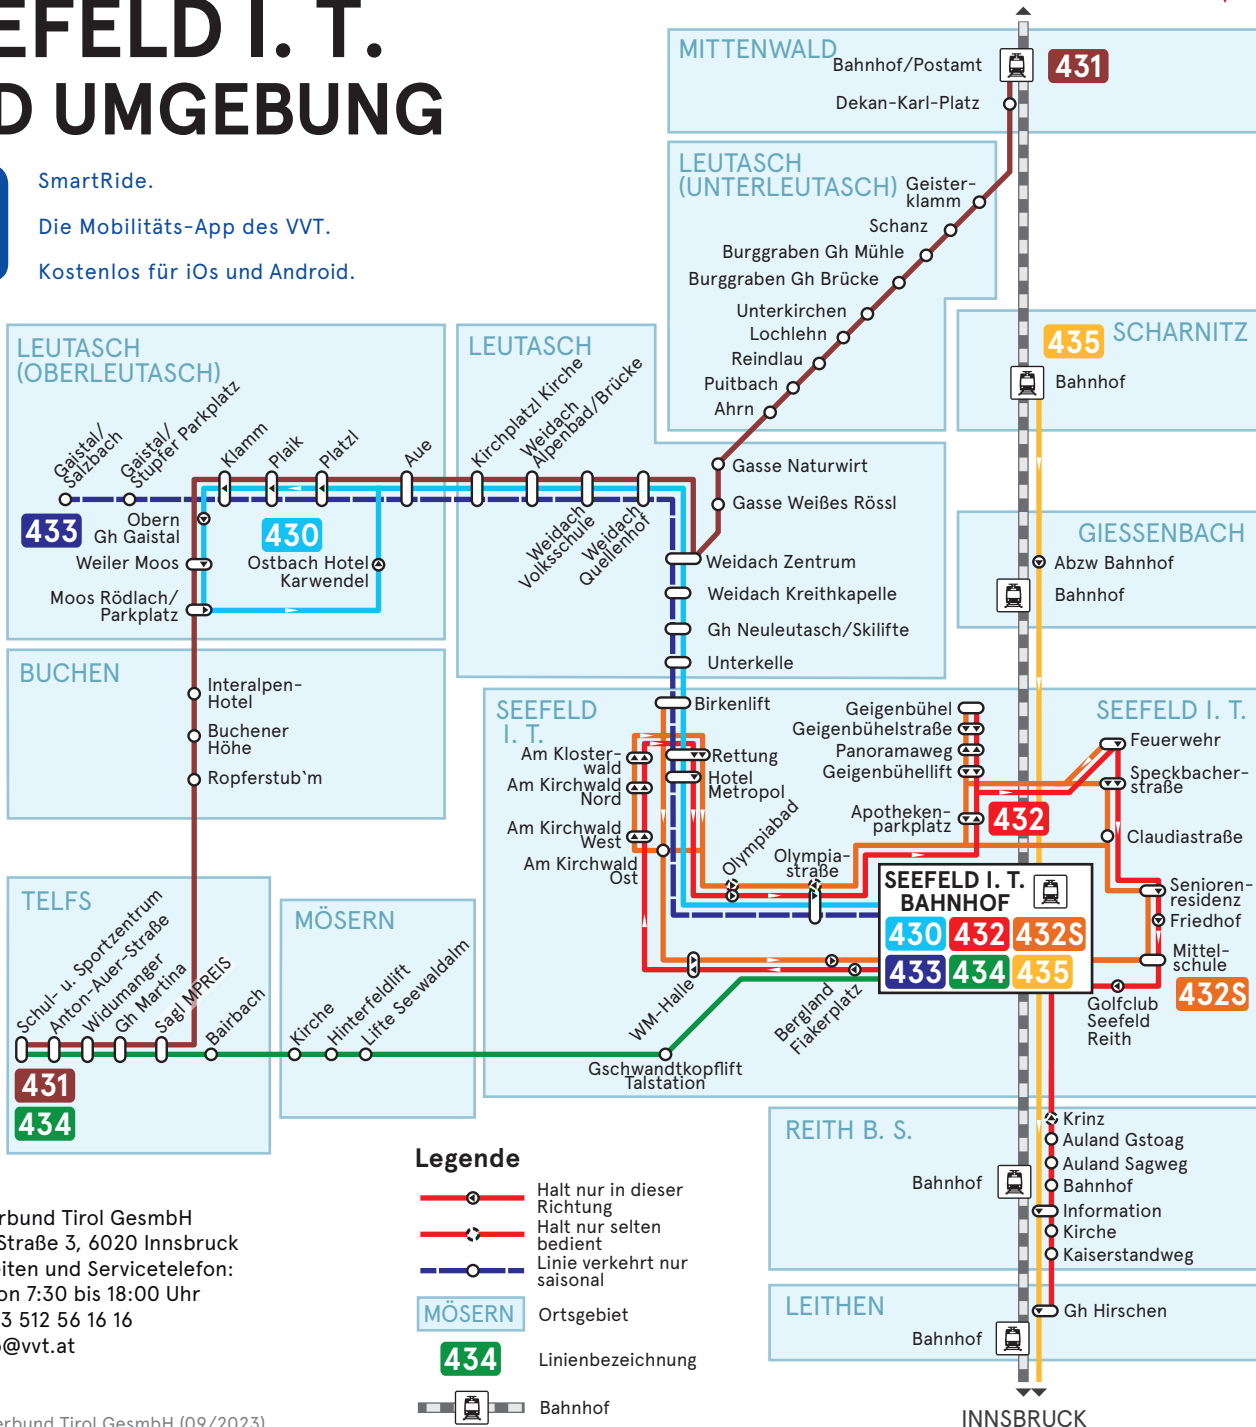 EFELD I. T.
D UMGEBUNG
SmartRide.
Die Mobilitäts-App des VVT.
Kostenlos für iOs und Android.
MITTENWALD
Bahnhof/Postamt
431
Dekan-Karl-Platz
LEUTASCH
(UNTERLEUTASCH)
Geister-
klamm
Schanz
Burggraben Gh Mühle
Burggraben Gh Brücke
Unterkirchen
Lochlehn
Reindlau
Puitbach
Ahrn
435
SCHARNITZ
Bahnhof
LEUTASCH
(OBERLEUTASCH)
Gaistal/
Salzbach
Gaistal/
Stupfer Parkplatz
Klamm
Plaik
Platzl
Aue
433
Obern
Gh Gaistal
430
Weiler Moos
Ostbach Hotel
Karwendel
Moos Rödlach/
Parkplatz
LEUTASCH
Kirchplatzl Kirche
Weidach
Alpenbad/Brücke
Weidach
Volksschule
Weidach
Quellenhof
Gasse Naturwirt
Gasse Weißes Rössl
Weidach Zentrum
Weidach Kreithkapelle
Gh Neuleutasch/Skilifte
Unterkelle
GIESSENBACH
Abzw Bahnhof
Bahnhof
BUCHEN
Interalpen-
Hotel
Buchener
Höhe
Ropferstub‘m
SEEFELD
I. T.
Birkenlift
Am Kloster-
wald
Am Kirchwald
Nord
Am Kirchwald
West
Am Kirchwald
Ost
Rettung
Hotel
Metropol
Olympiabad
Olympia-
straße
Geigenbühel
Geigenbühelstraße
Panoramaweg
Geigenbühellift
Apotheken-
parkplatz
432
SEEFELD I. T.
Feuerwehr
Speckbacher-
straße
Claudiastraße
Senioren-
residenz
Friedhof
Mittel-
schule
432S
Golfclub
Seefeld
Reith
SEEFELD I. T.
BAHNHOF
430 432 432S
433 434 435
WM-Halle
Bergland
Fiakerplatz
Gschwandtkopflift
Talstation
TELFS
Schul- u. Sportzentrum
Anton-Auer-Straße
Widumanger
Gh Martina
Sagl MPREIS
Bairbach
431
434
MÖSERN
Kirche
Hinterfeldlift
Lifte Seewaldalm
REITH B. S.
Bahnhof
Krinz
Auland Gstoag
Auland Sagweg
Bahnhof
Information
Kirche
Kaiserstandweg
LEITHEN
Gh Hirschen
Bahnhof
INNSBRUCK
Legende
Halt nur in dieser
Richtung
Halt nur selten
bedient
Linie verkehrt nur
saisonal
MÖSERN Ortsgebiet
434 Linienbezeichnung
Bahnhof
rbund Tirol GesmbH
Straße 3, 6020 Innsbruck
eiten und Servicetelefon:
on 7:30 bis 18:00 Uhr
3 512 56 16 16
@vvt.at
erbund Tirol GesmbH (09/2023)